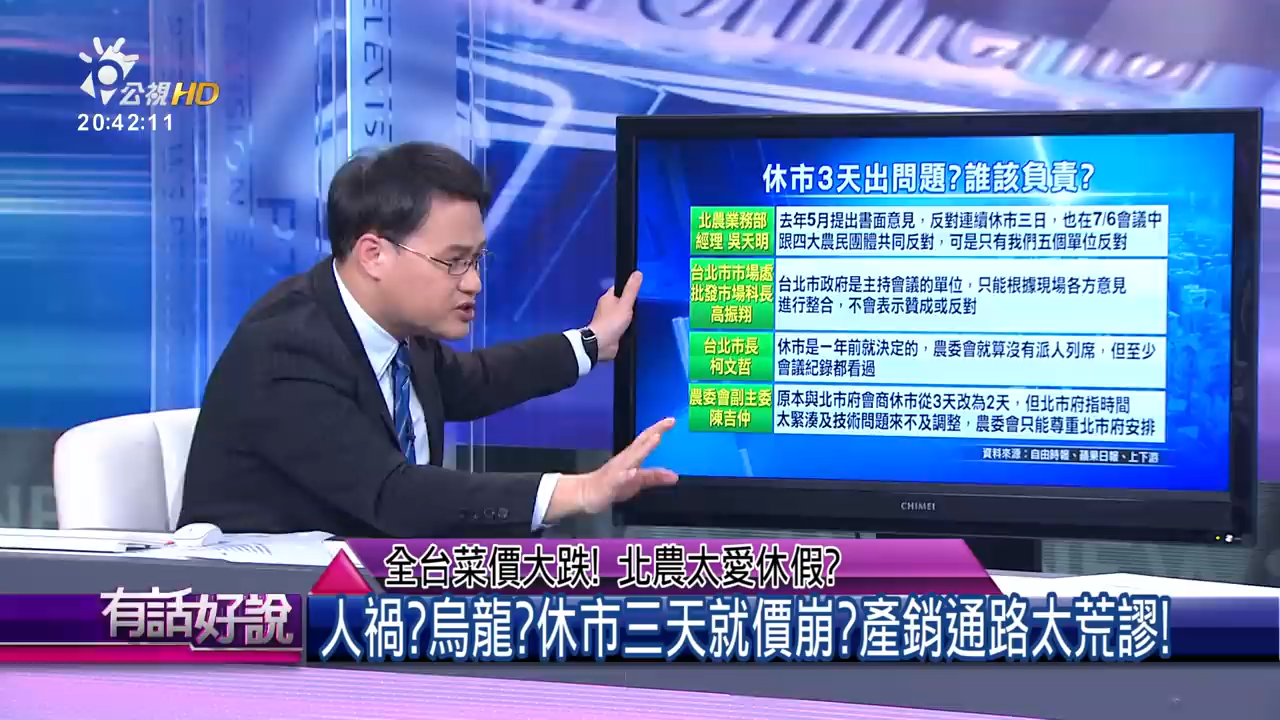 公視HD
20:42:11
休市3天出問題?誰該負責?
北農業務部
經理 吳天明
去年5月提出書面意見，反對連續休市三日，也在7/6會議中
跟四大農民團體共同反對，可是只有我們五個單位反對
台北市市場處
批發市場科長
高振翔
台北市政府是主持會議的單位，只能根據現場各方意見
進行整合，不會表示贊成或反對
台北市長
柯文哲
休市是一年前就決定的，農委會就算沒有派人列席，但至少
會議紀錄都看過
農委會副主委
陳吉仲
原本與北市府會商休市從3天改為2天，但北市府指時間
太緊湊及技術問題來不及調整，農委會只能尊重北市府安排
資料來源：自由時報、蘋果日報、上下游
CHIMEI
全台菜價大跌! 北農太愛休假?
有話好說
人禍?烏龍?休市三天就價崩?產銷通路太荒謬!